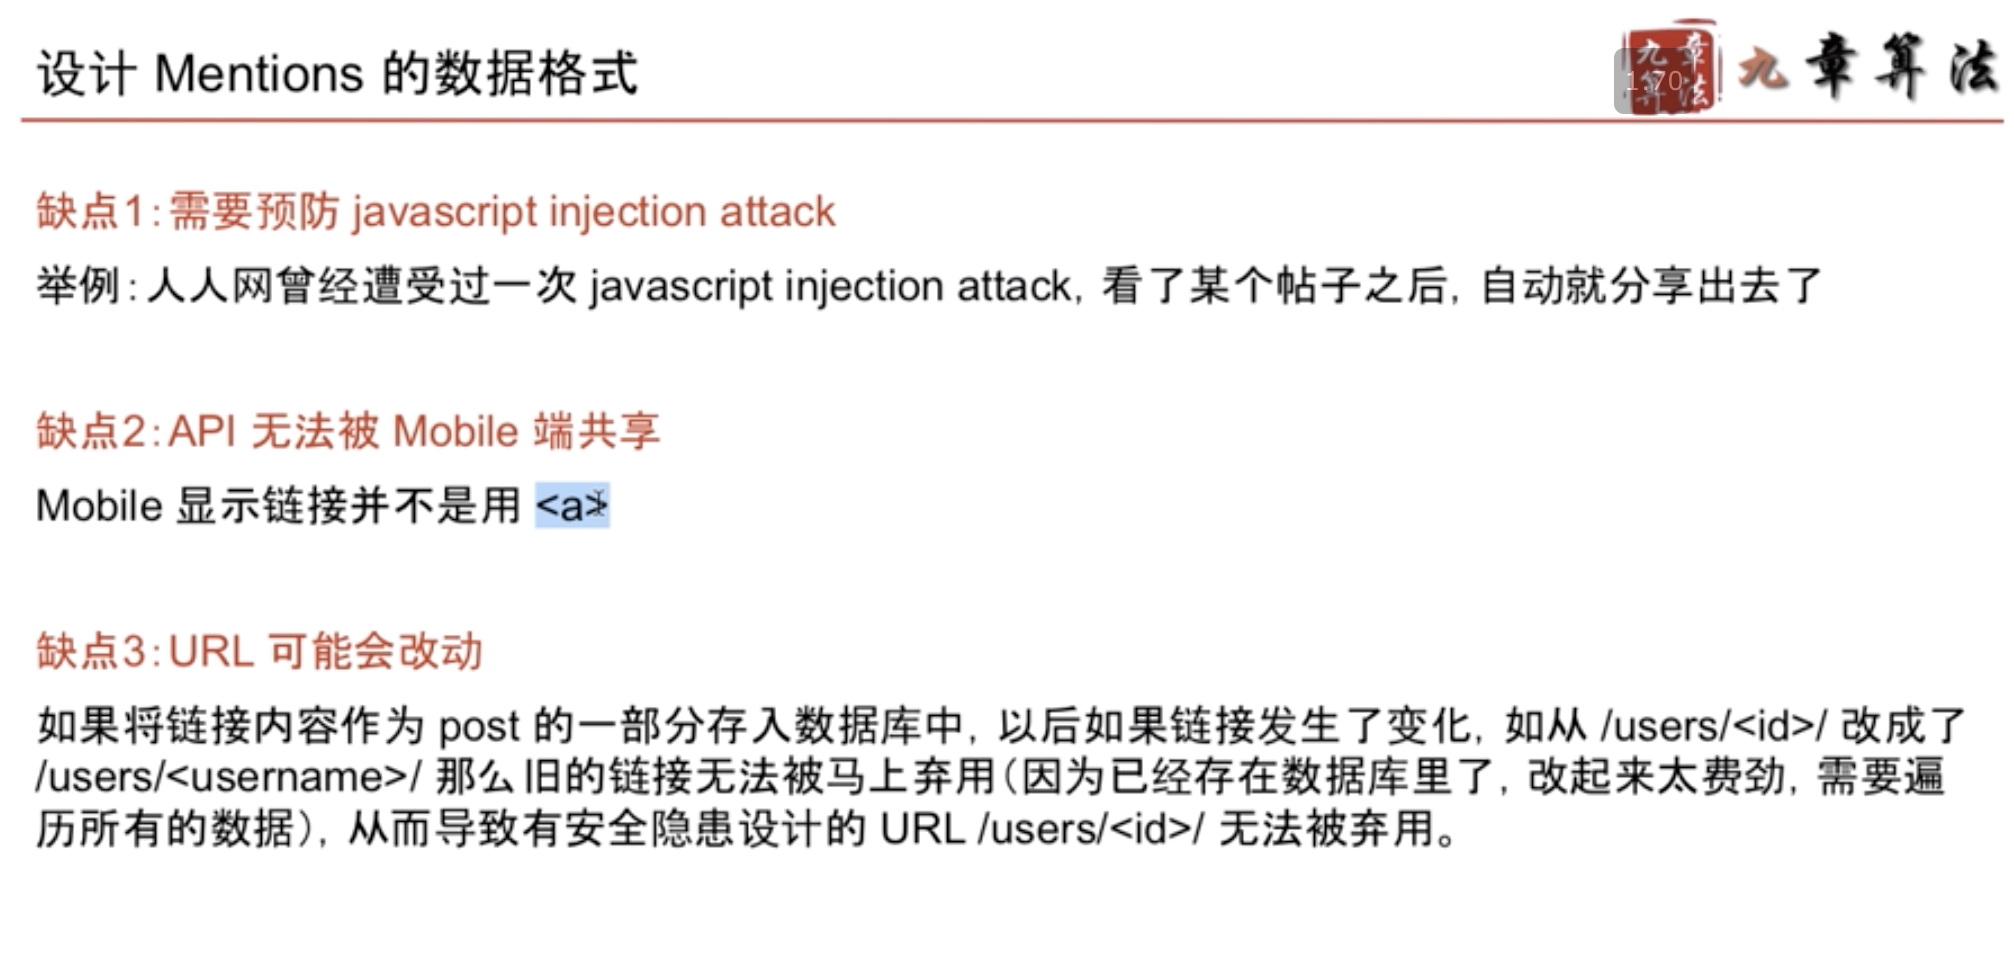 设计 Mentions 的数据格式
九章算法
1.70
九章算法
缺点1：需要预防 javascript injection attack
举例：人人网曾经遭受过一次 javascript injection attack，看了某个帖子之后，自动就分享出去了
缺点2：API 无法被 Mobile 端共享
Mobile 显示链接并不是用 <a>
缺点3：URL 可能会改动
如果将链接内容作为 post 的一部分存入数据库中，以后如果链接发生了变化，如从 /users/<id>/ 改成了
/users/<username>/ 那么旧的链接无法被马上弃用（因为已经存在数据库里了，改起来太费劲，需要遍
历所有的数据），从而导致有安全隐患设计的 URL /users/<id>/ 无法被弃用。